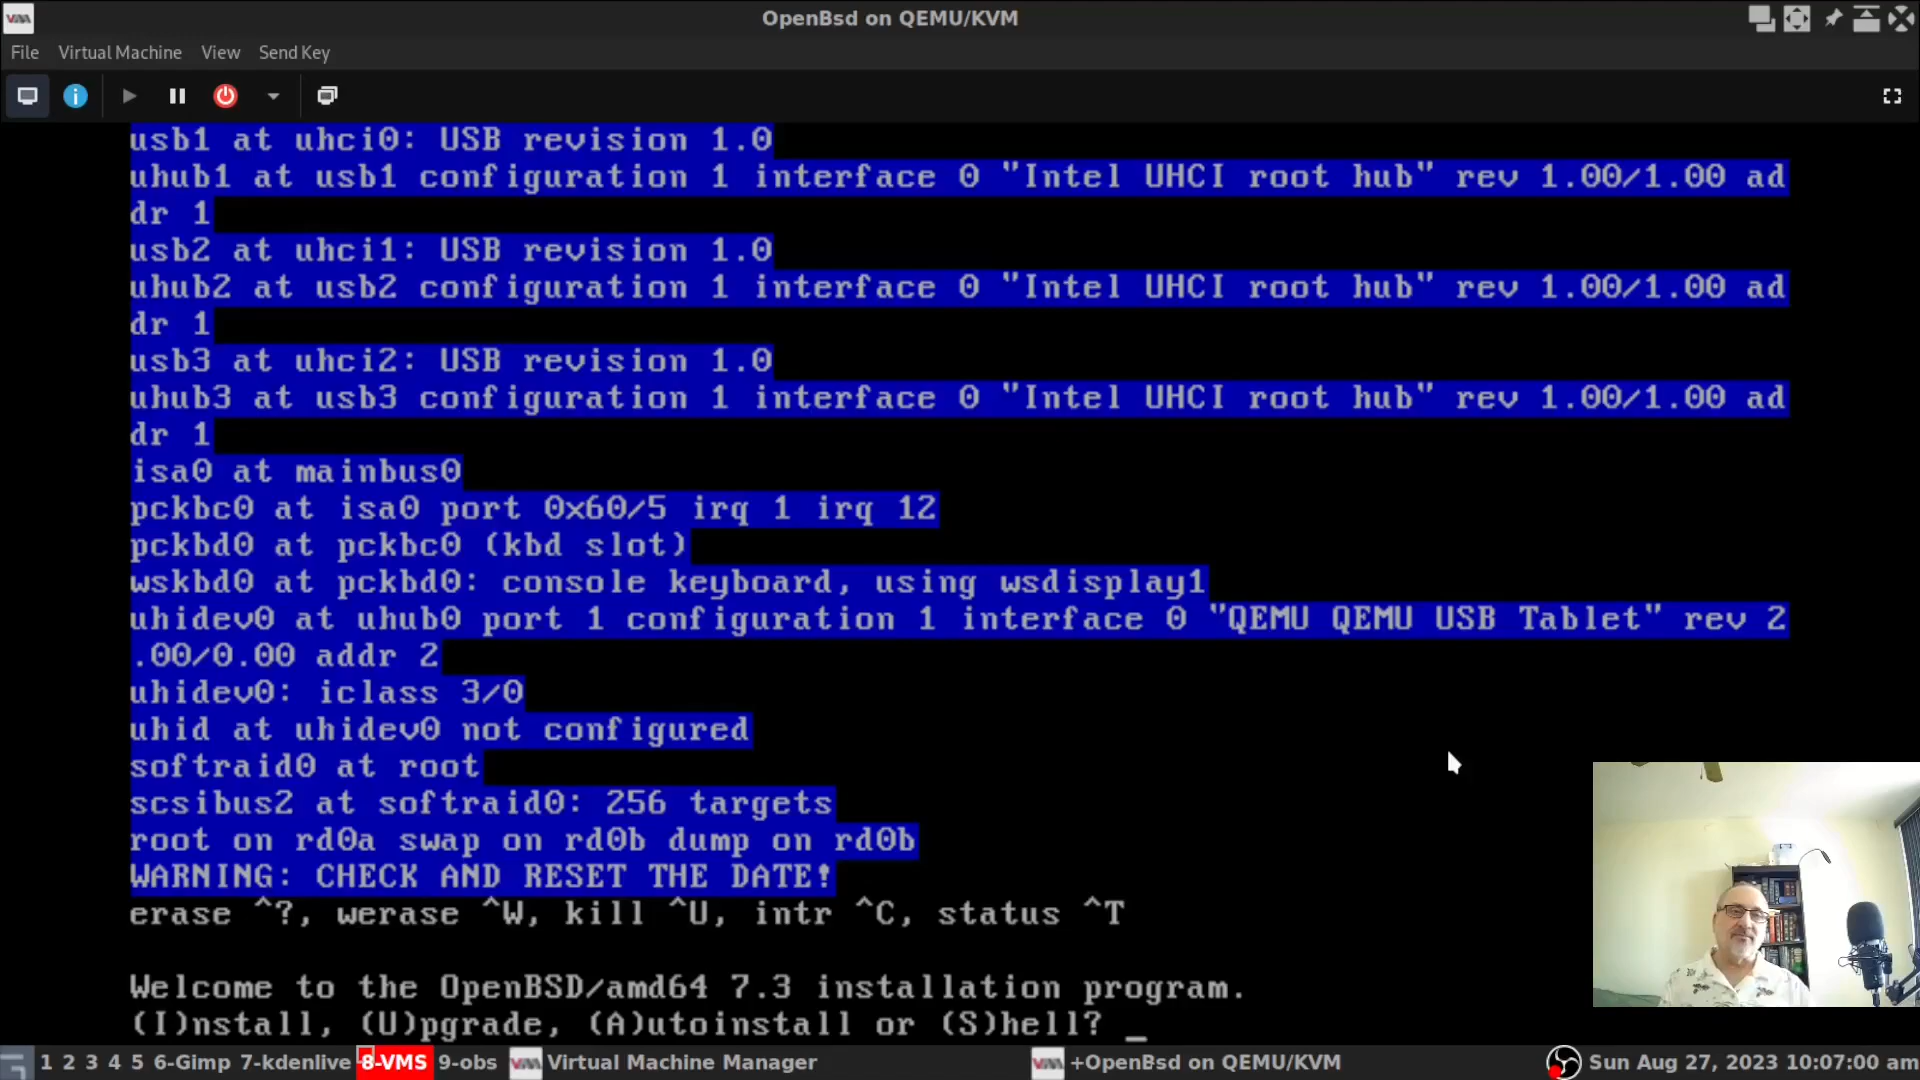 OpenBsd on QEMU/KVM
File Virtual Machine View Send Key
usb1 at uhci0: USB revision 1.0
uhub1 at usb1 configuration 1 interface 0 "Intel UHCI root hub" rev 1.00/1.00 ad
dr 1
usb2 at uhci1: USB revision 1.0
uhub2 at usb2 configuration 1 interface 0 "Intel UHCI root hub" rev 1.00/1.00 ad
dr 1
usb3 at uhci2: USB revision 1.0
uhub3 at usb3 configuration 1 interface 0 "Intel UHCI root hub" rev 1.00/1.00 ad
dr 1
isa0 at mainbus0
pckbc0 at isa0 port 0x60/5 irq 1 irq 12
pckbd0 at pckbc0 (kbd slot)
wskbd0 at pckbd0: console keyboard, using wsdisplay1
uhidev0 at uhub0 port 1 configuration 1 interface 0 "QEMU QEMU USB Tablet" rev 2
.00/0.00 addr 2
uhidev0: iclass 3/0
uhid at uhidev0 not configured
softraid0 at root
scsibus2 at softraid0: 256 targets
root on rd0a swap on rd0b dump on rd0b
WARNING: CHECK AND RESET THE DATE!
erase ^?, werase ^W, kill ^U, intr ^C, status ^T
Welcome to the OpenBSD/amd64 7.3 installation program.
(I)nstall, (U)pgrade, (A)utoinstall or (S)hell? _
1 2 3 4 5 6-Gimp 7-kdenlive 8-VMS 9-obs Virtual Machine Manager +OpenBsd on QEMU/KVM Sun Aug 27, 2023 10:07:00 am